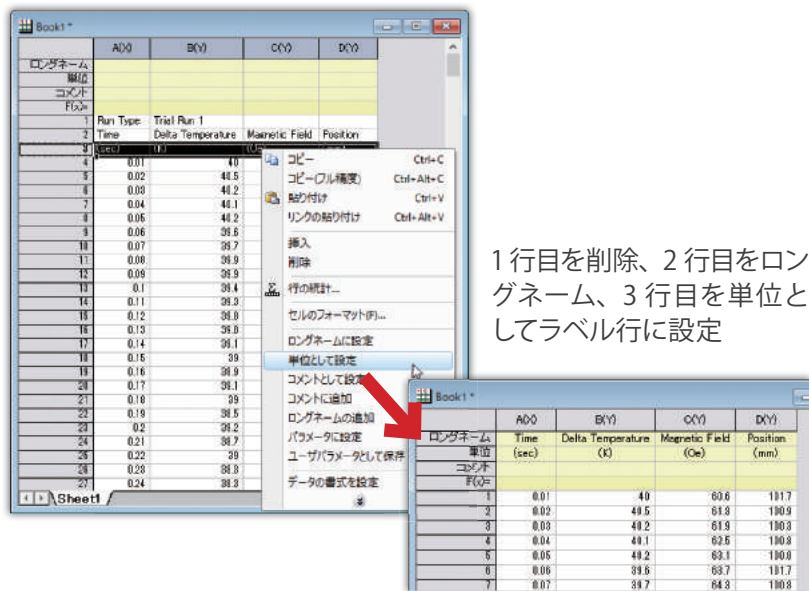 Book1 *
A(X) B(Y) C(Y) D(Y)
ロングネーム
単位
コメント
F(x)=
1 Run Type Trial Run 1
2 Time Delta Temperature Magnetic Field Position
3 (sec) (K) (Oe) (mm)
4 0.01 40
5 0.02 40.5
6 0.03 40.2
7 0.04 40.1
8 0.05 40.2
9 0.06 39.6
10 0.07 39.7
11 0.08 39.9
12 0.09 39.9
13 0.1 39.4
14 0.11 39.3
15 0.12 39.8
16 0.13 39.8
17 0.14 39.1
18 0.15 39
19 0.16 38.9
20 0.17 39.1
21 0.18 39
22 0.19 38.5
23 0.2 39.2
24 0.21 38.7
25 0.22 39
26 0.23 38.3
27 0.24 38.3
Sheet1
コピー Ctrl+C
コピー(フル精度) Ctrl+Alt+C
貼り付け Ctrl+V
リンクの貼り付け Ctrl+Alt+V
挿入
削除
行の統計...
セルのフォーマット(F)...
ロングネームに設定
単位として設定
コメントとして設定
コメントに追加
ロングネームの追加
パラメータに設定
ユーザパラメータとして保存
データの書式を設定
1 行目を削除、2 行目をロン
グネーム、3 行目を単位と
してラベル行に設定
Book1 *
A(X) B(Y) C(Y) D(Y)
ロングネーム Time Delta Temperature Magnetic Field Position
単位 (sec) (K) (Oe) (mm)
コメント
F(x)=
1 0.01 40 60.6 101.7
2 0.02 40.5 61.3 100.9
3 0.03 40.2 61.9 100.3
4 0.04 40.1 62.5 100.8
5 0.05 40.2 63.1 100.8
6 0.06 39.6 63.7 101.7
7 0.07 39.7 64.3 100.8